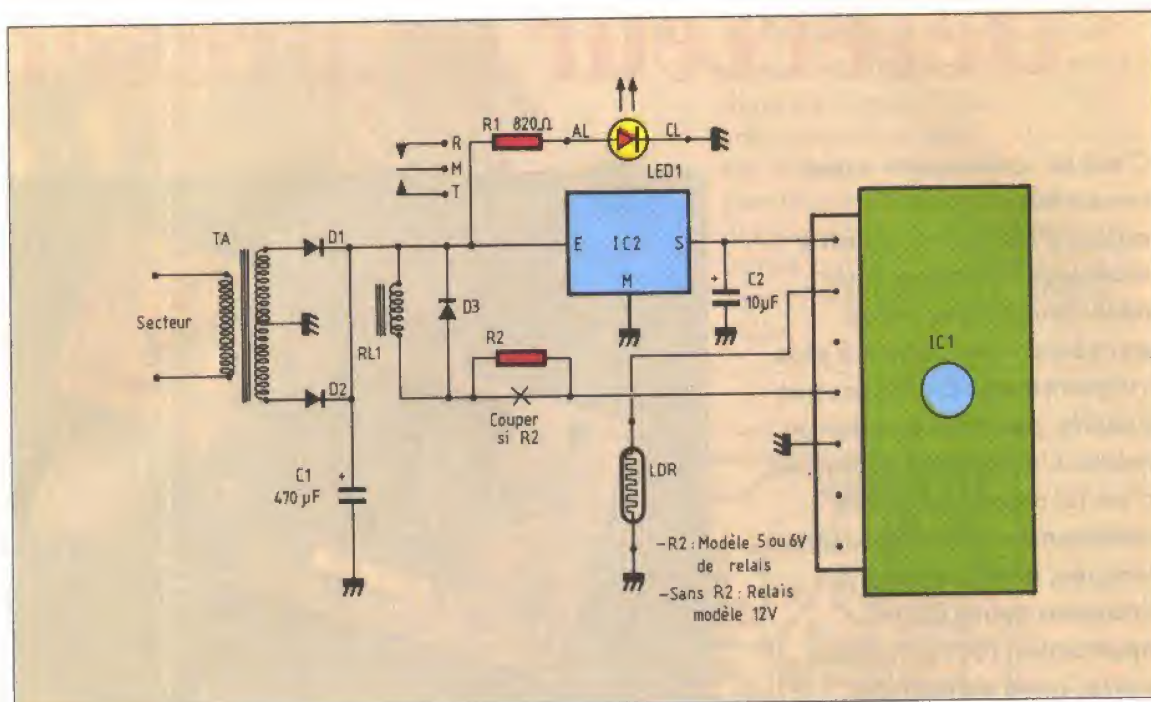 R1 820Ω
AL
CL
R
M
T
LED1
TA
D1
E
IC2
S
M
Secteur
RL1
D3
C2
10µF
IC1
R2
D2
Couper
si R2
C1
470 µF
LDR
-R2 : Modèle 5 ou 6V
de relais
-Sans R2 : Relais
modèle 12V
+
+